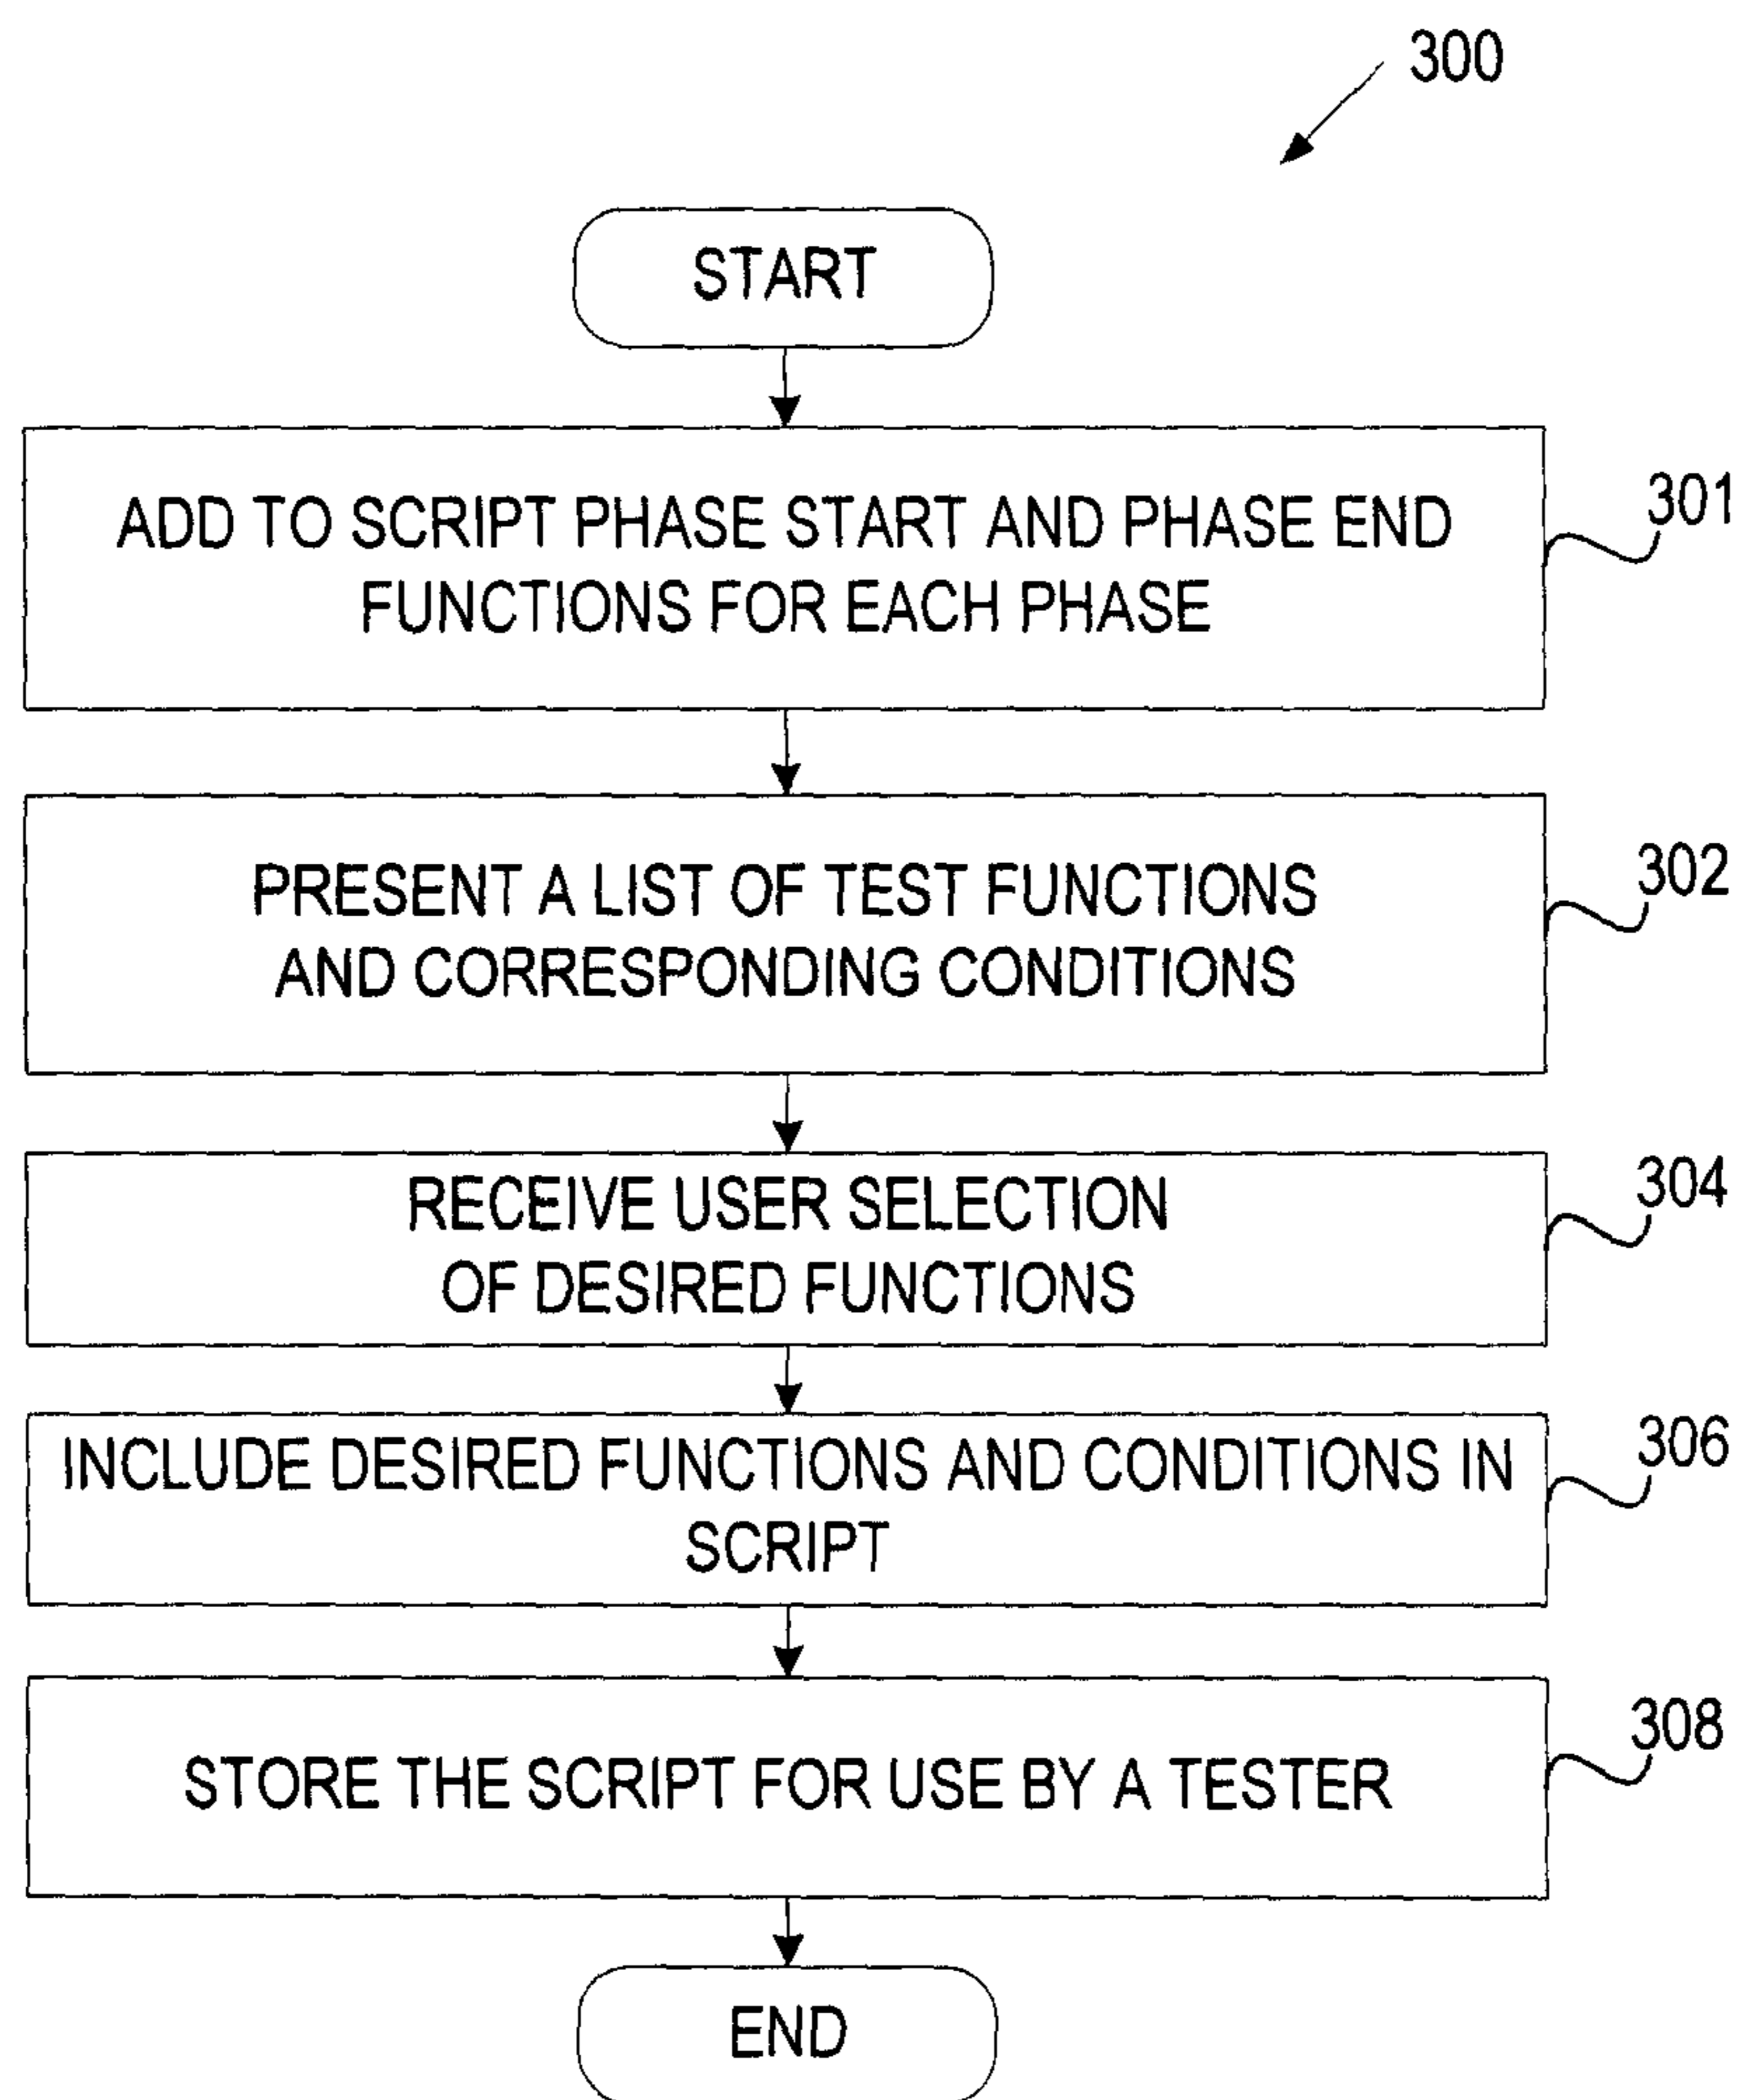 300
START
ADD TO SCRIPT PHASE START AND PHASE END
FUNCTIONS FOR EACH PHASE
301
PRESENT A LIST OF TEST FUNCTIONS
AND CORRESPONDING CONDITIONS
302
RECEIVE USER SELECTION
OF DESIRED FUNCTIONS
304
INCLUDE DESIRED FUNCTIONS AND CONDITIONS IN
SCRIPT
306
STORE THE SCRIPT FOR USE BY A TESTER
308
END